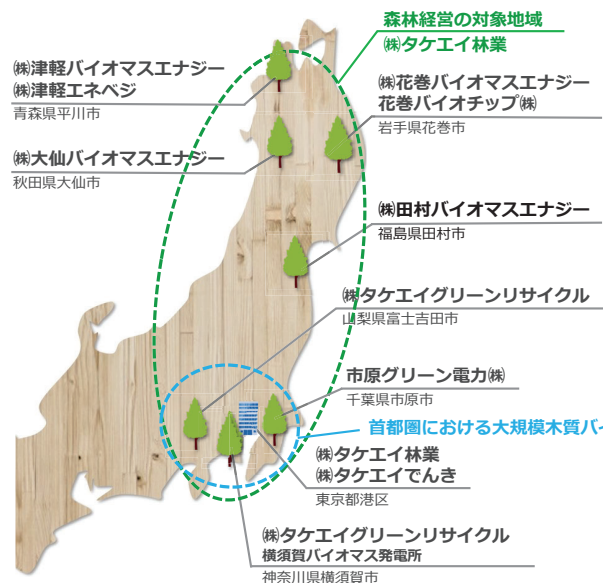 森林経営の対象地域
㈱タケエイ林業
㈱津軽バイオマスエナジー
㈱津軽エネベジ
青森県平川市
㈱花巻バイオマスエナジー
花巻バイオチップ㈱
岩手県花巻市
㈱大仙バイオマスエナジー
秋田県大仙市
㈱田村バイオマスエナジー
福島県田村市
㈱タケエイグリーンリサイクル
山梨県富士吉田市
市原グリーン電力㈱
千葉県市原市
首都圏における大規模木質バイ
㈱タケエイ林業
㈱タケエイでんき
東京都港区
㈱タケエイグリーンリサイクル
横須賀バイオマス発電所
神奈川県横須賀市